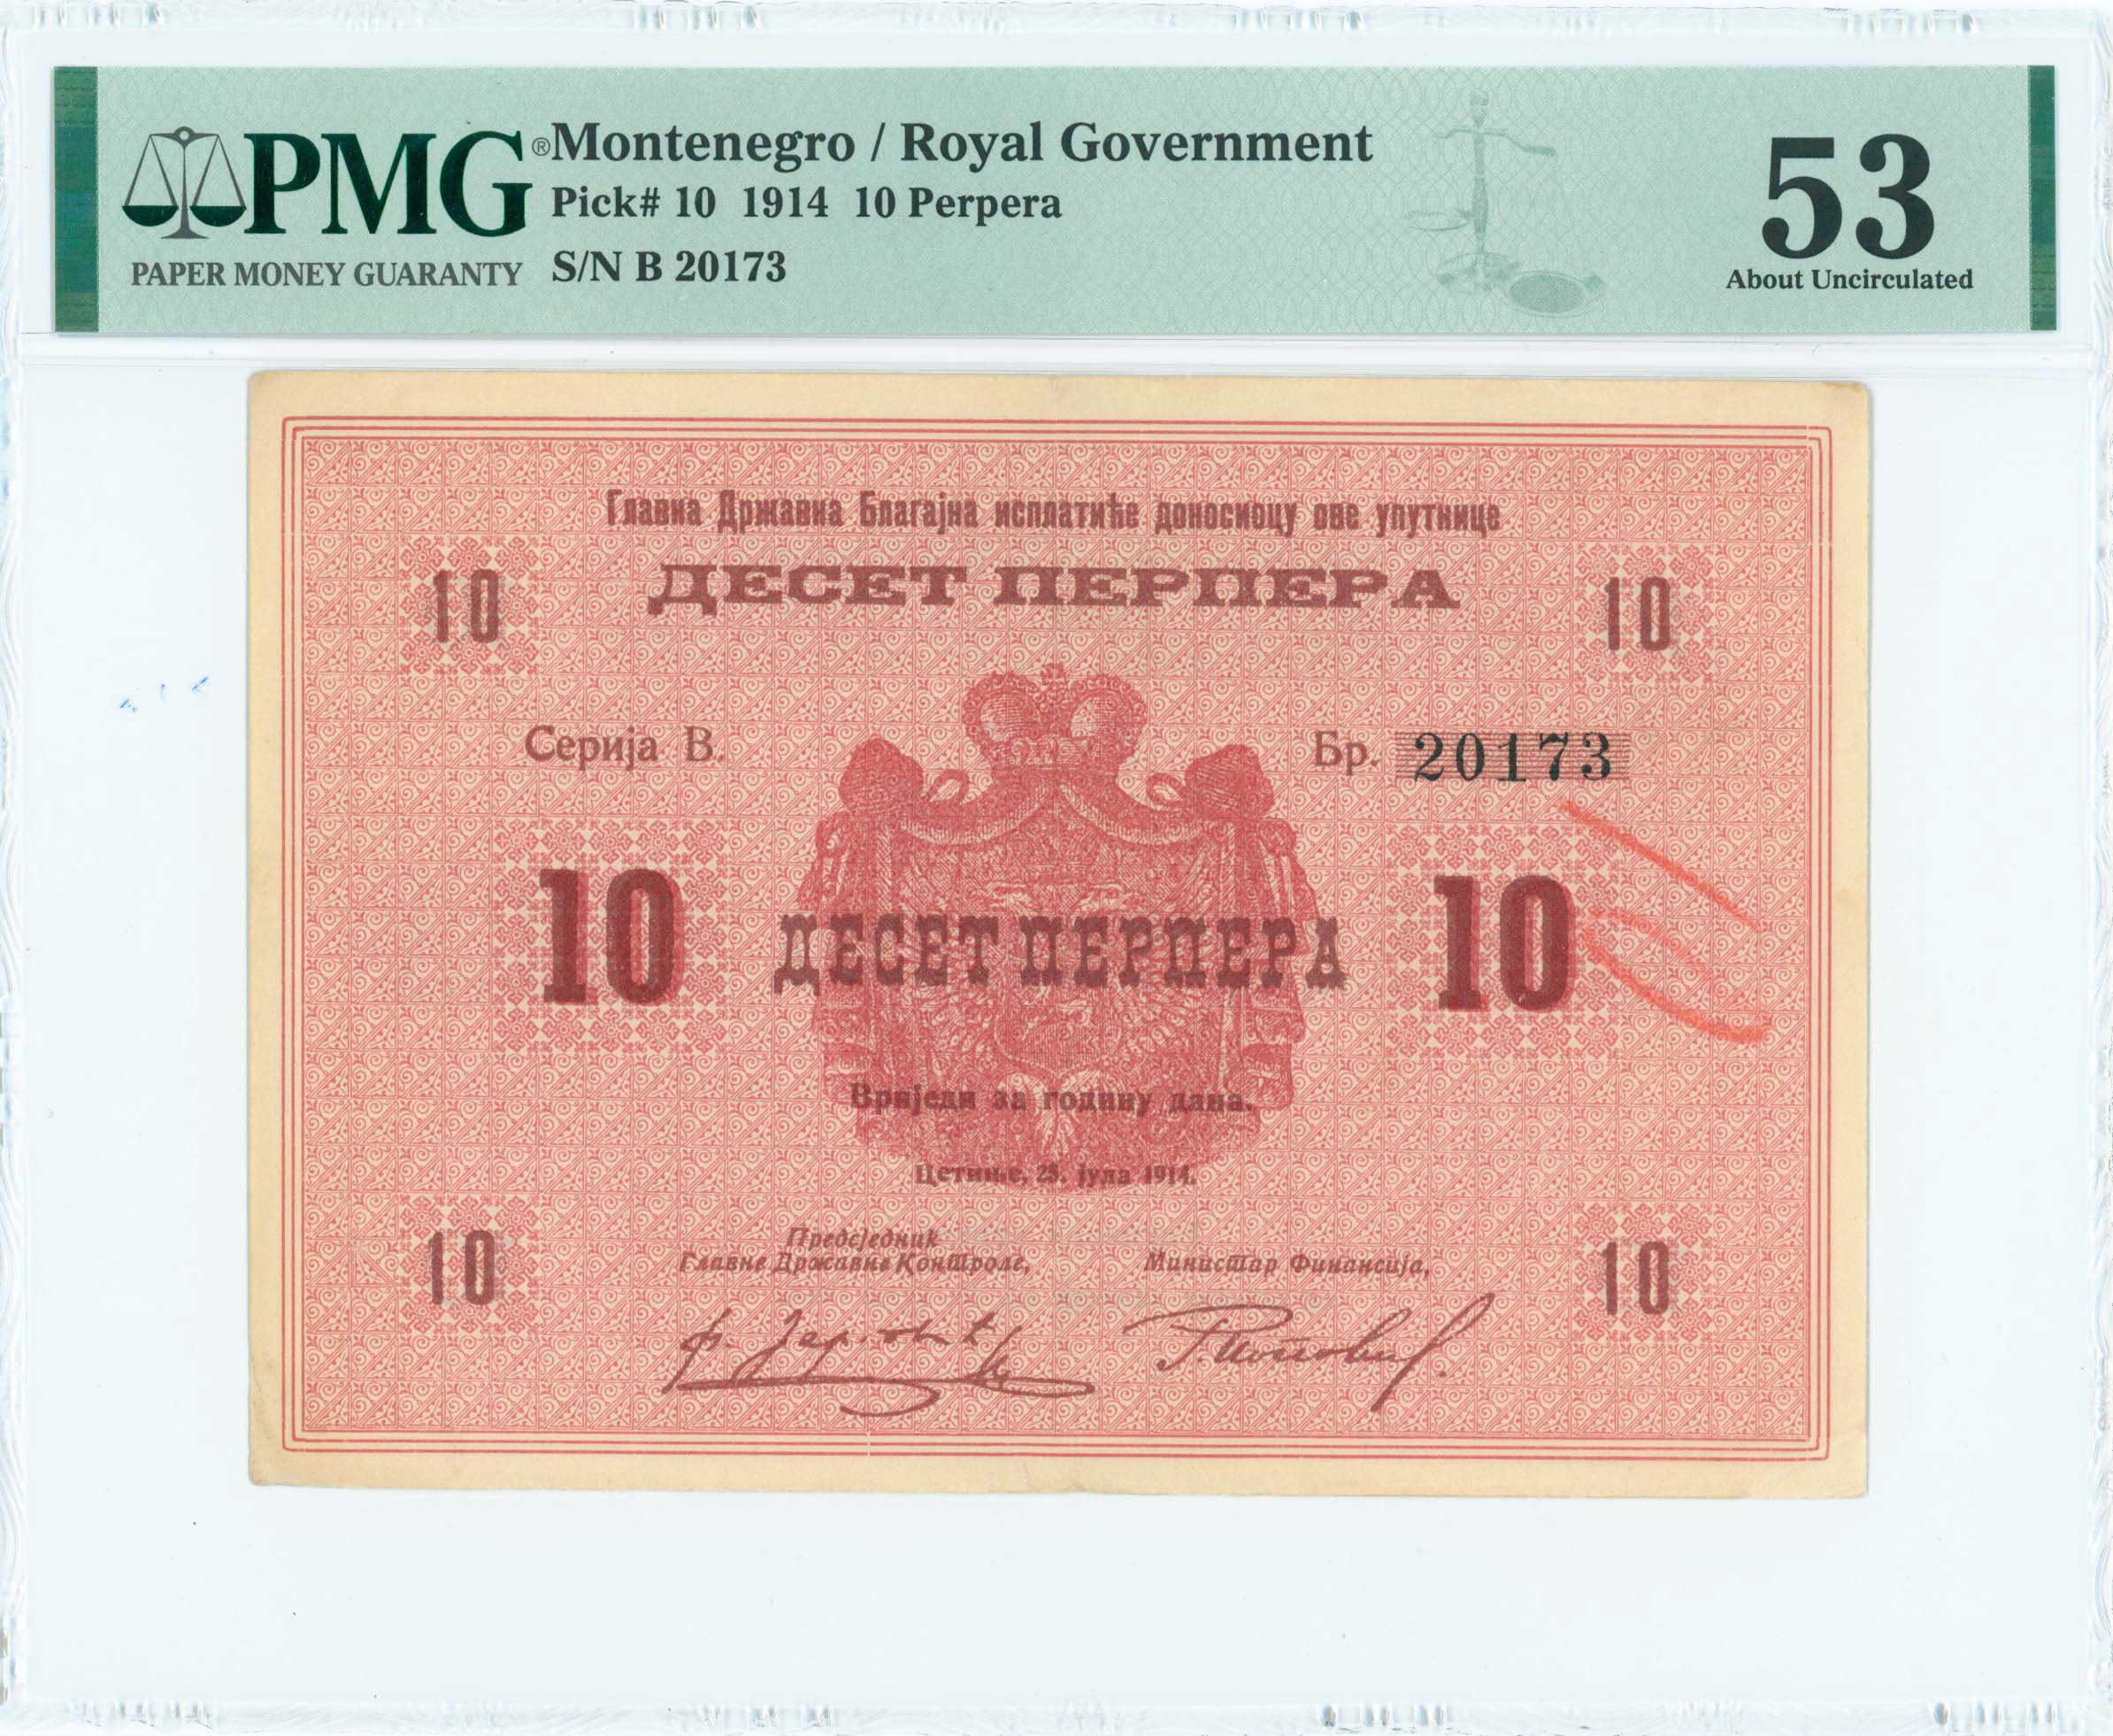 PMG® Montenegro / Royal Government
Pick# 10 1914 10 Perpera
PAPER MONEY GUARANTY S/N B 20173
53
About Uncirculated
Главна Државна Благајна исплатиће доносиоцу ове упутнице
10 ДЕСЕТ ПЕРПЕРА 10
Серија В. Бр. 20173
10 ДЕСЕТ ПЕРПЕРА 10
Вриједи за годину дана.
Цетиње, 25. јула 1914.
Предсједник
Главне Државне Контроле, Министар Финансија,
10 10